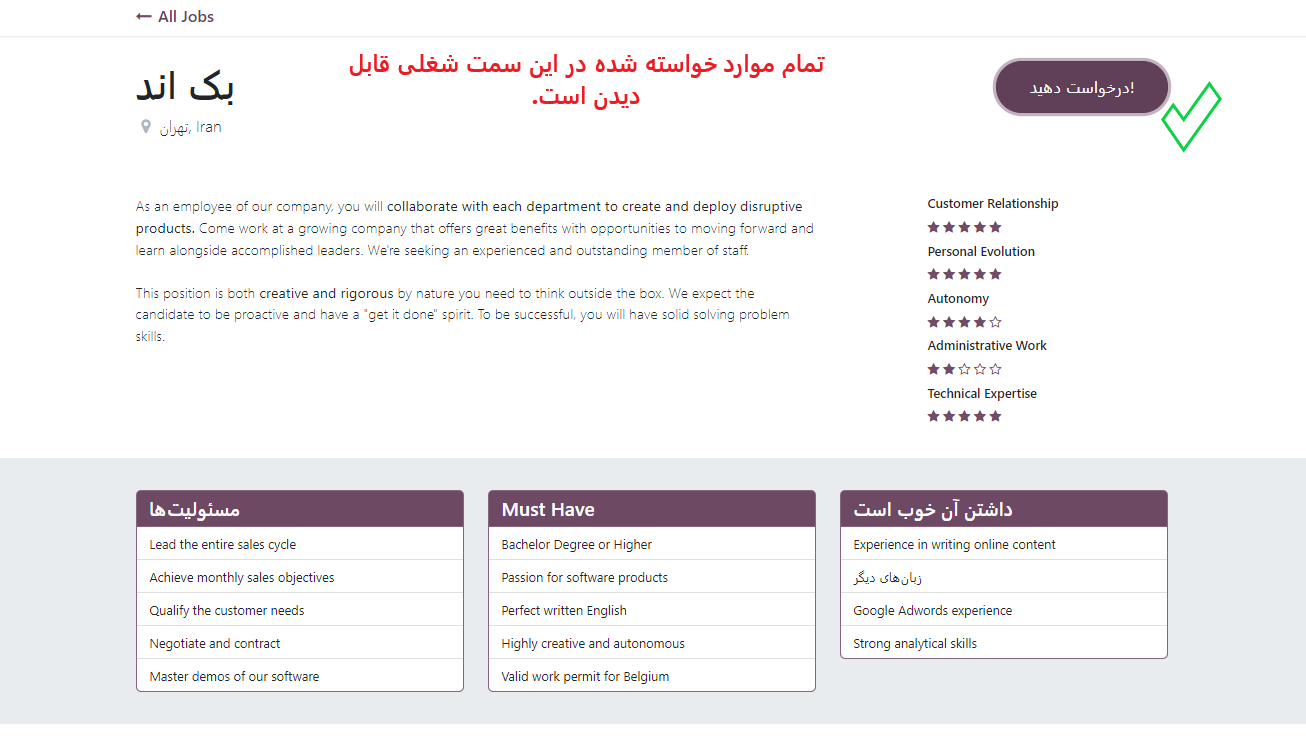 ← All Jobs
بک اند
تهران, Iran
تمام موارد خواسته شده در این سمت شغلی قابل
دیدن است.
درخواست دهید!
As an employee of our company, you will collaborate with each department to create and deploy disruptive
products. Come work at a growing company that offers great benefits with opportunities to moving forward and
learn alongside accomplished leaders. We're seeking an experienced and outstanding member of staff.
This position is both creative and rigorous by nature you need to think outside the box. We expect the
candidate to be proactive and have a "get it done" spirit. To be successful, you will have solid solving problem
skills.
Customer Relationship
★★★★★
Personal Evolution
★★★★★
Autonomy
★★★★☆
Administrative Work
★★☆☆☆
Technical Expertise
★★★★★
مسئولیت‌ها
Lead the entire sales cycle
Achieve monthly sales objectives
Qualify the customer needs
Negotiate and contract
Master demos of our software
Must Have
Bachelor Degree or Higher
Passion for software products
Perfect written English
Highly creative and autonomous
Valid work permit for Belgium
داشتن آن خوب است
Experience in writing online content
زبان‌های دیگر
Google Adwords experience
Strong analytical skills